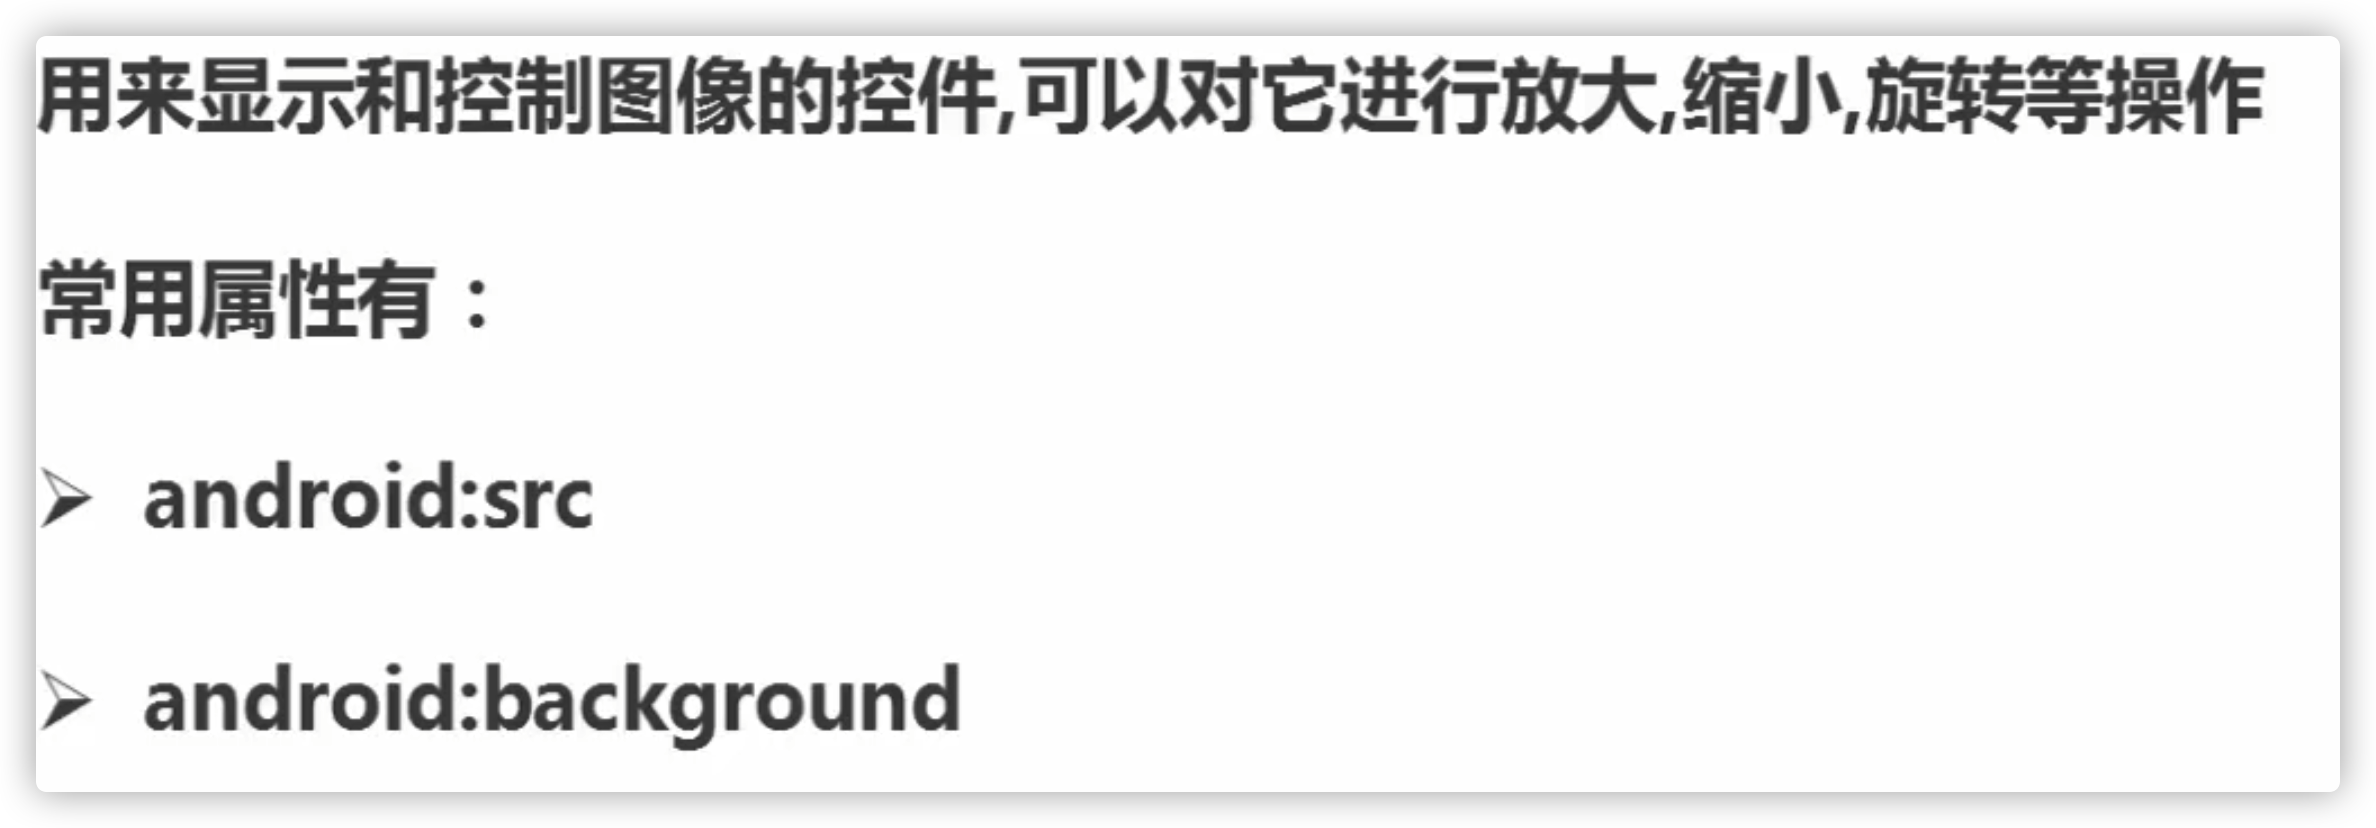 用来显示和控制图像的控件,可以对它进行放大,缩小,旋转等操作
常用属性有：
➢ android:src
➢ android:background